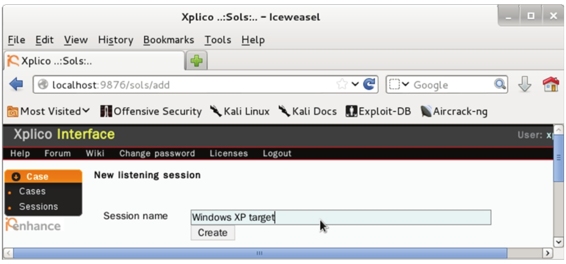 Xplico ..:Sols:.. - Iceweasel
File Edit View History Bookmarks Tools Help
Xplico ..:Sols:..
localhost:9876/sols/add Google
Most Visited Offensive Security Kali Linux Kali Docs Exploit-DB Aircrack-ng
Xplico Interface User: x
Help Forum Wiki Change password Licenses Logout
Case
Cases
Sessions
New listening session
Session name Windows XP target
Create